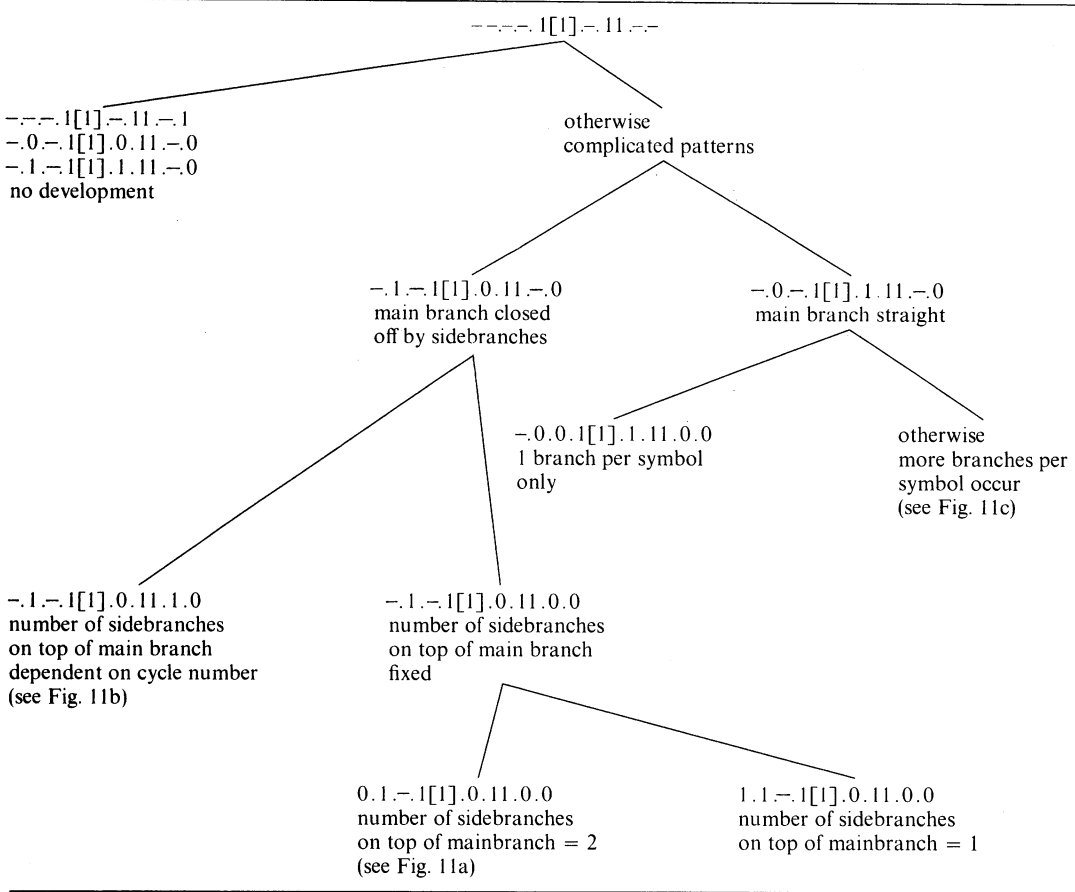 –.–.–.1[1].–.11.–.–
–.–.–.1[1].–.11.–.1
–.0.–.1[1].0.11.–.0
–.1.–.1[1].1.11.–.0
no development
otherwise
complicated patterns
–.1.–.1[1].0.11.–.0
main branch closed
off by sidebranches
–.0.–.1[1].1.11.–.0
main branch straight
–.0.0.1[1].1.11.0.0
1 branch per symbol
only
otherwise
more branches per
symbol occur
(see Fig. 11c)
–.1.–.1[1].0.11.1.0
number of sidebranches
on top of main branch
dependent on cycle number
(see Fig. 11b)
–.1.–.1[1].0.11.0.0
number of sidebranches
on top of main branch
fixed
0.1.–.1[1].0.11.0.0
number of sidebranches
on top of mainbranch = 2
(see Fig. 11a)
1.1.–.1[1].0.11.0.0
number of sidebranches
on top of mainbranch = 1